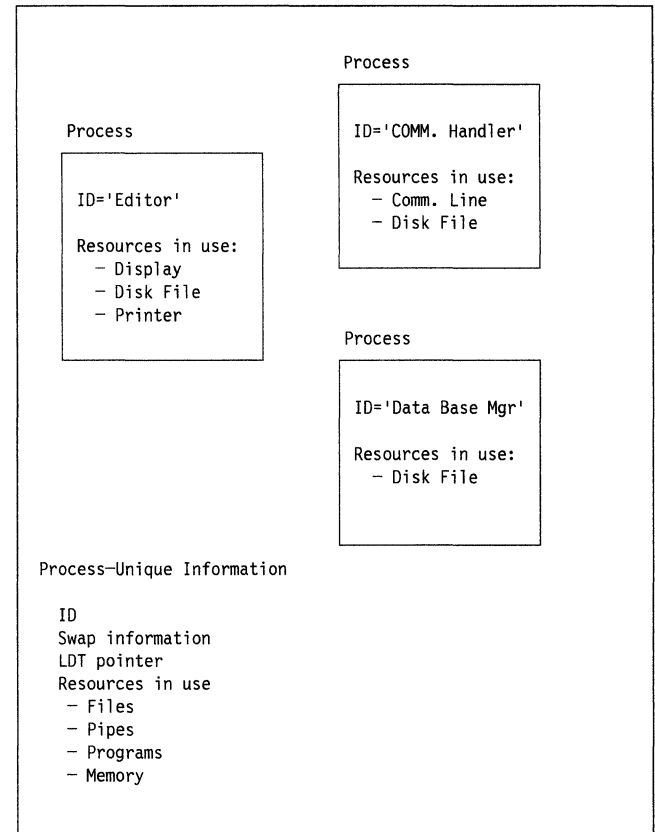 Process
ID='Editor'
Resources in use:
— Display
— Disk File
— Printer
Process
ID='COMM. Handler'
Resources in use:
— Comm. Line
— Disk File
Process
ID='Data Base Mgr'
Resources in use:
— Disk File
Process—Unique Information
ID
Swap information
LDT pointer
Resources in use
— Files
— Pipes
— Programs
— Memory